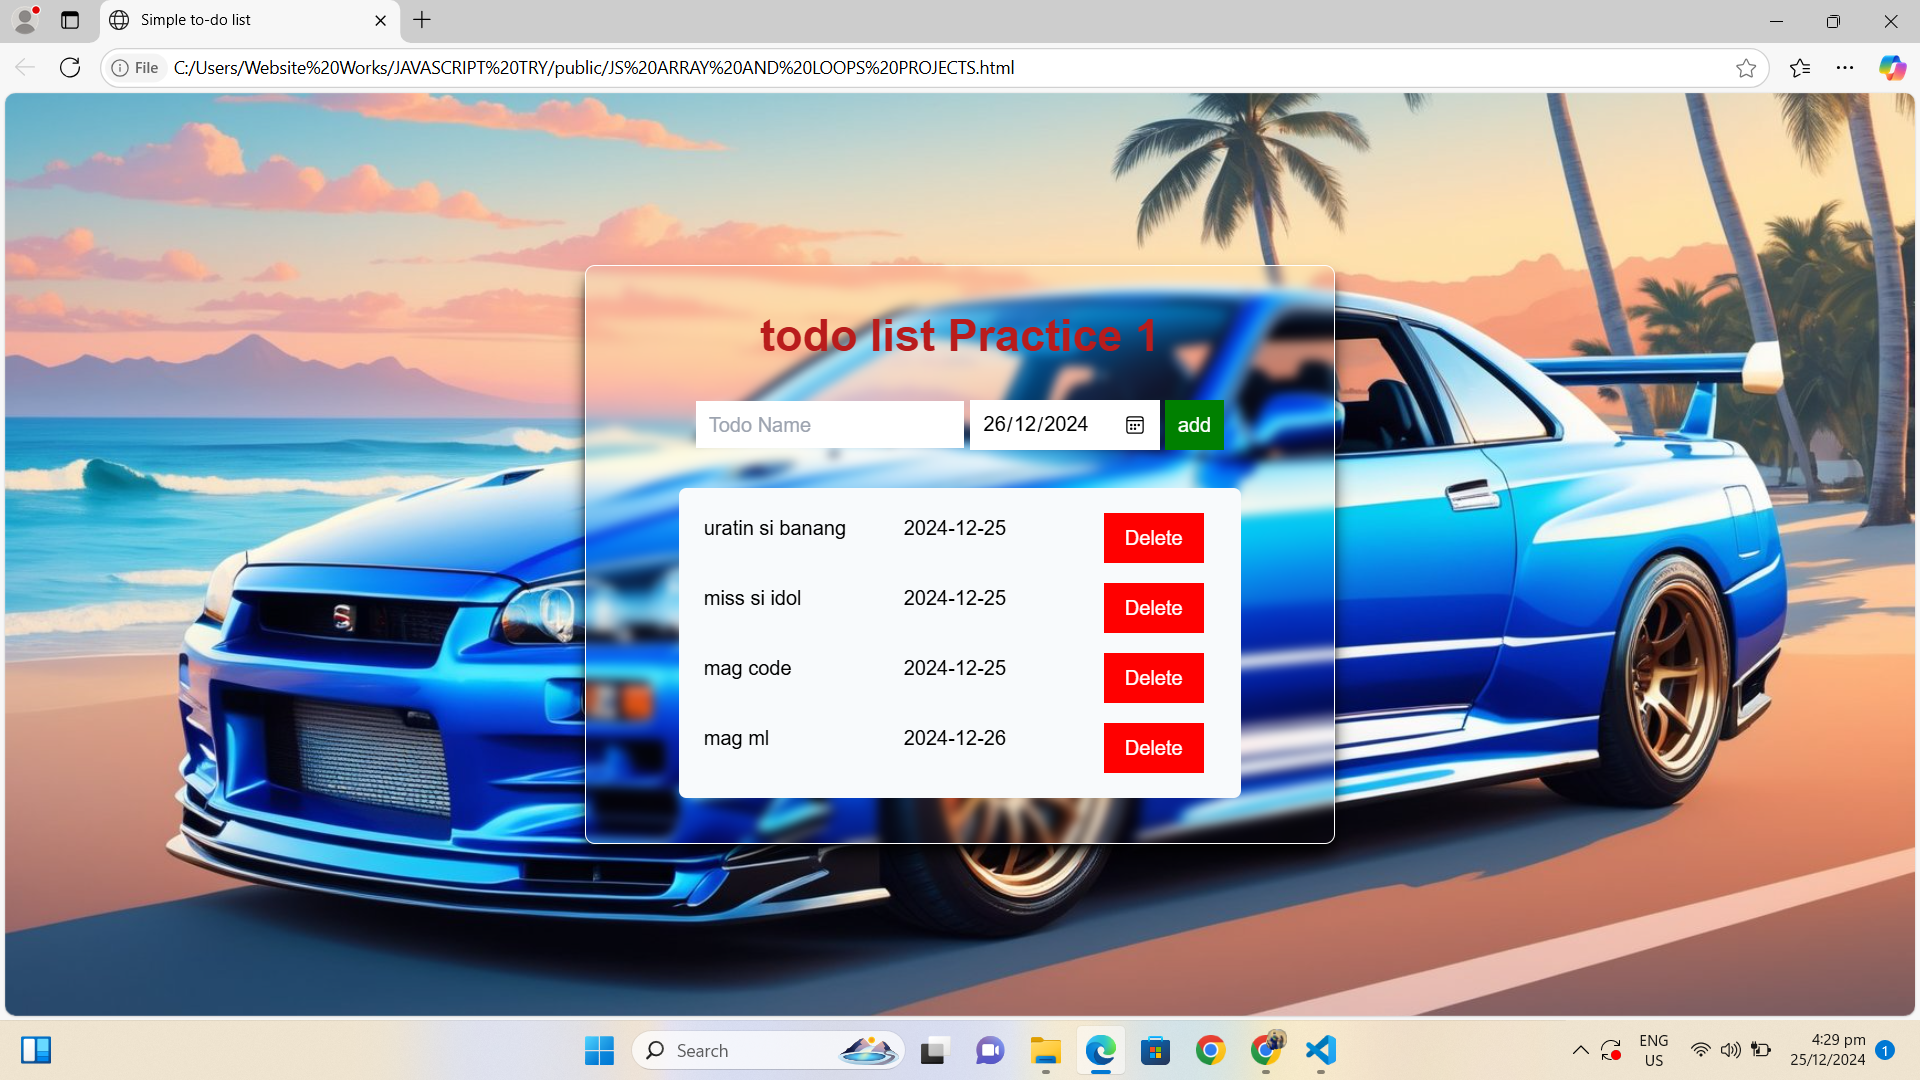 Simple to-do list
File C:/Users/Website%20Works/JAVASCRIPT%20TRY/public/JS%20ARRAY%20AND%20LOOPS%20PROJECTS.html
todo list Practice 1
Todo Name 26/12/2024 add
uratin si banang 2024-12-25 Delete
miss si idol 2024-12-25 Delete
mag code 2024-12-25 Delete
mag ml 2024-12-26 Delete
Search
ENG
US
4:29 pm
25/12/2024
1